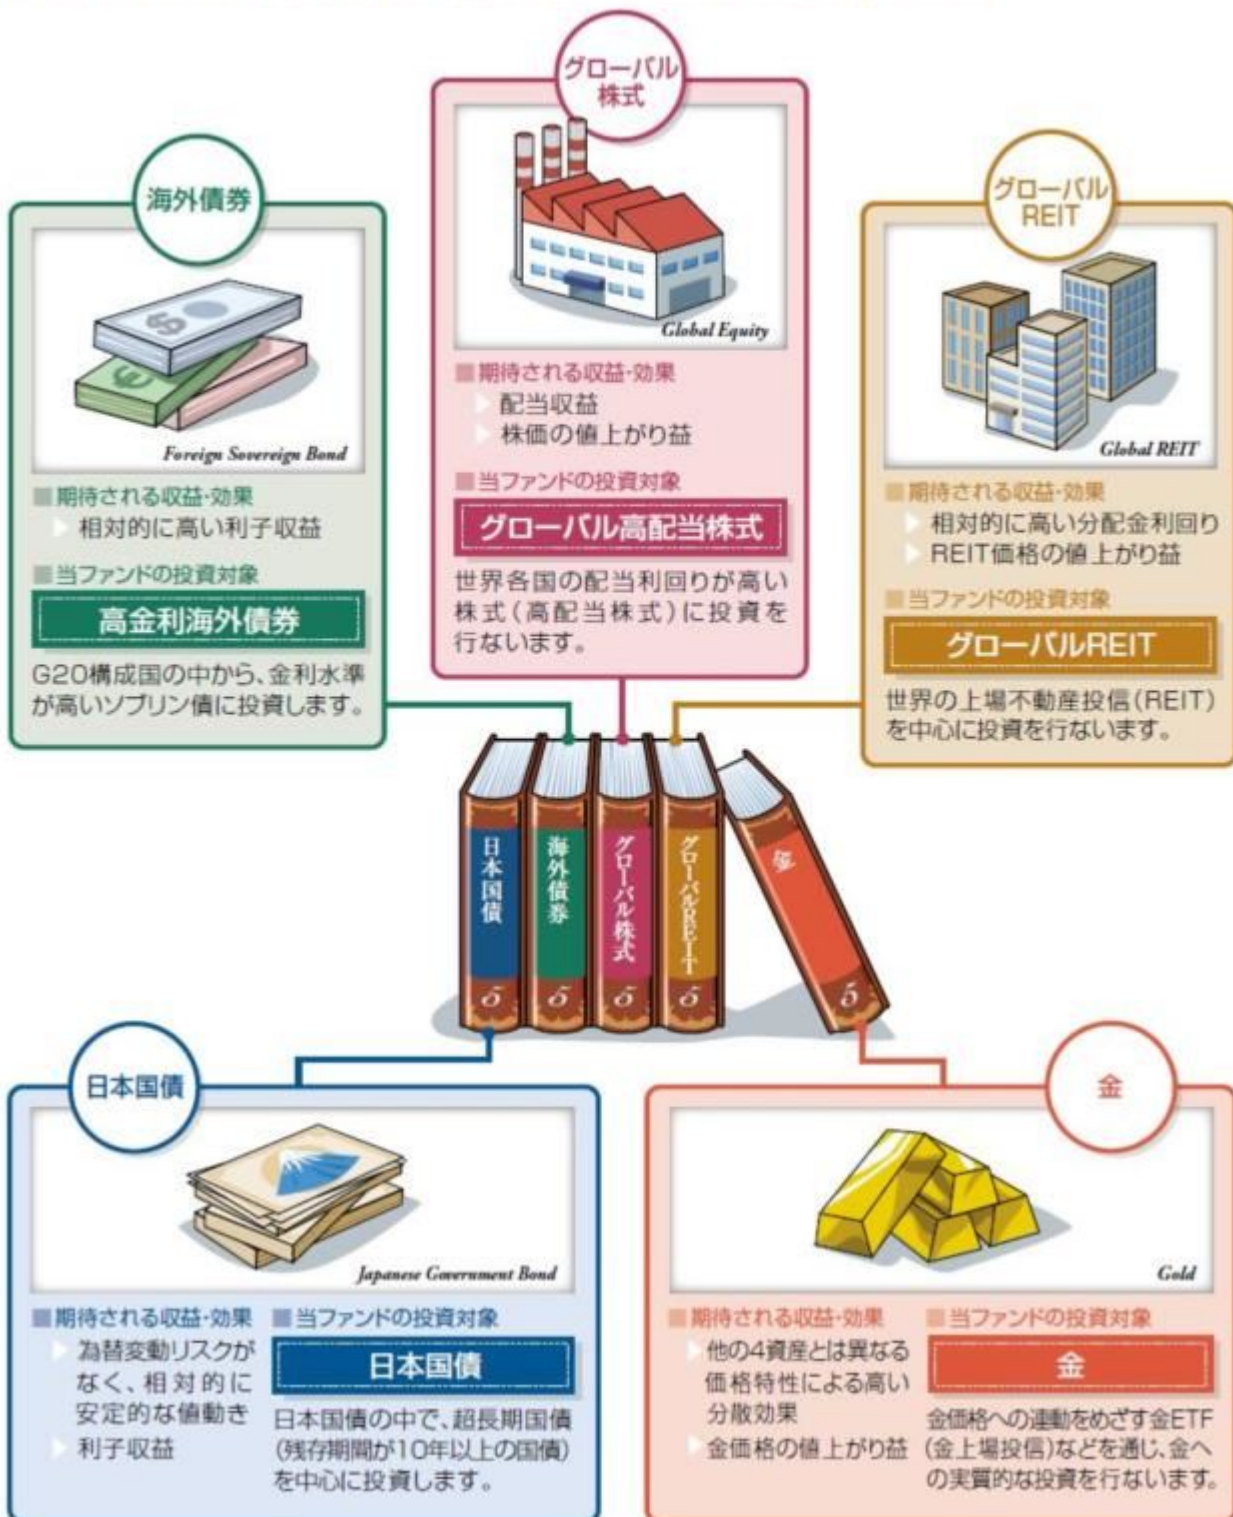 グローバル
株式
Global Equity
■期待される収益・効果
配当収益
株価の値上がり益
■当ファンドの投資対象
グローバル高配当株式
世界各国の配当利回りが高い
株式(高配当株式)に投資を
行ないます。
海外債券
Foreign Sovereign Bond
■期待される収益・効果
相対的に高い利子収益
■当ファンドの投資対象
高金利海外債券
G20構成国の中から、金利水準
が高いソブリン債に投資します。
グローバル
REIT
Global REIT
■期待される収益・効果
相対的に高い分配金利回り
REIT価格の値上がり益
■当ファンドの投資対象
グローバルREIT
世界の上場不動産投信(REIT)
を中心に投資を行ないます。
日本国債
5
海外債券
5
グローバル株式
5
グローバルREIT
5
金
5
日本国債
Japanese Government Bond
■期待される収益・効果
為替変動リスクが
なく、相対的に
安定的な値動き
利子収益
■当ファンドの投資対象
日本国債
日本国債の中で、超長期国債
(残存期間が10年以上の国債)
を中心に投資します。
金
Gold
■期待される収益・効果
他の4資産とは異なる
価格特性による高い
分散効果
金価格の値上がり益
■当ファンドの投資対象
金
金価格への連動をめざす金ETF
(金上場投信)などを通じ、金へ
の実質的な投資を行ないます。